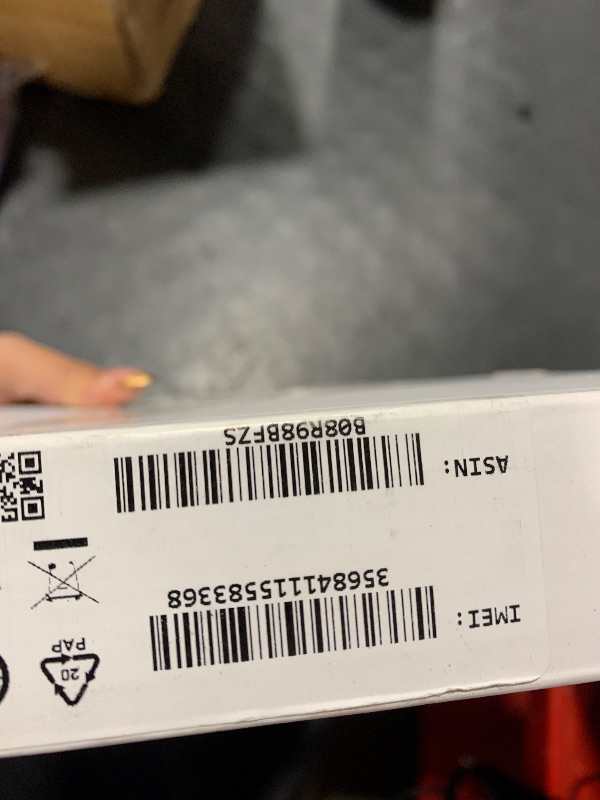 IMEI:
356841115583368
20
PAP
ASIN:
B08R98BFZS